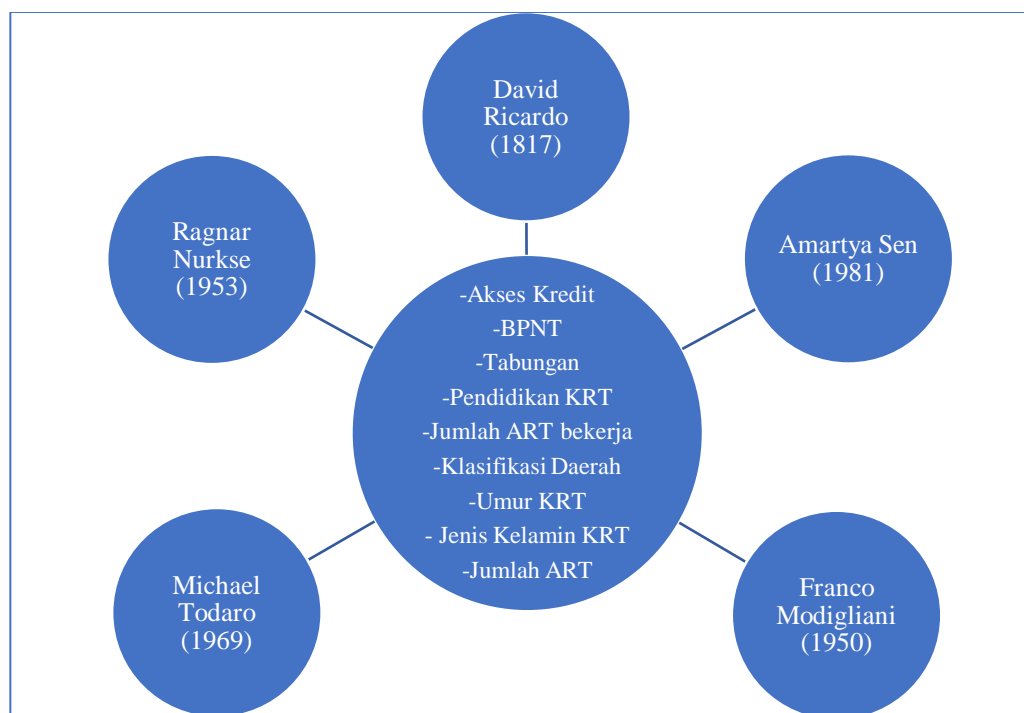 David
Ricardo
(1817)
Ragnar
Nurkse
(1953)
Amartya Sen
(1981)
-Akses Kredit
-BPNT
-Tabungan
-Pendidikan KRT
-Jumlah ART bekerja
-Klasifikasi Daerah
-Umur KRT
- Jenis Kelamin KRT
-Jumlah ART
Michael
Todaro
(1969)
Franco
Modigliani
(1950)